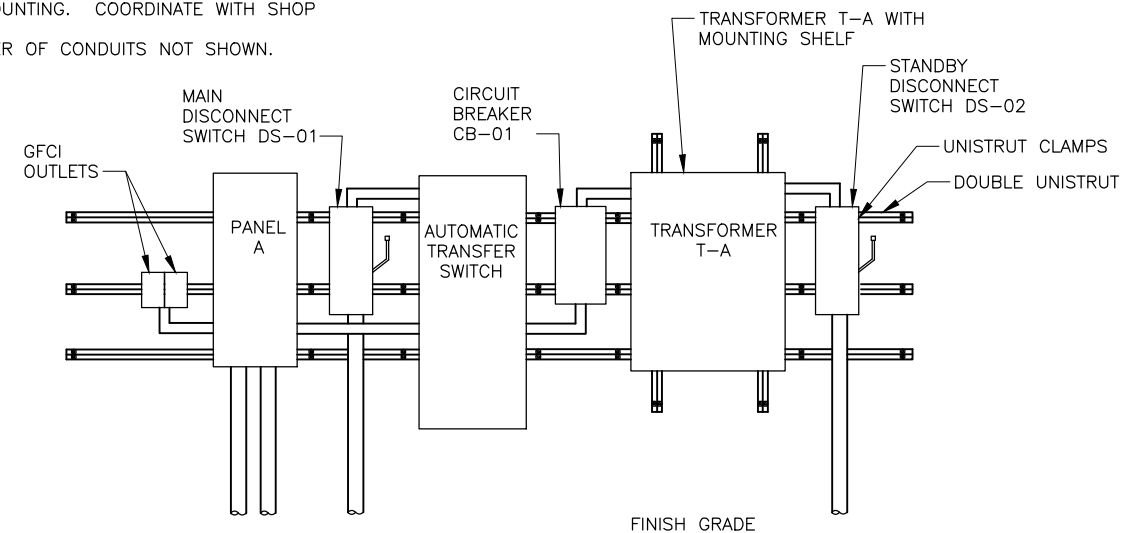 OUNTING. COORDINATE WITH SHOP
ER OF CONDUITS NOT SHOWN.
TRANSFORMER T-A WITH
MOUNTING SHELF
STANDBY
DISCONNECT
SWITCH DS-02
MAIN
DISCONNECT
SWITCH DS-01
CIRCUIT
BREAKER
CB-01
GFCI
OUTLETS
UNISTRUT CLAMPS
DOUBLE UNISTRUT
PANEL
A
AUTOMATIC
TRANSFER
SWITCH
TRANSFORMER
T-A
FINISH GRADE